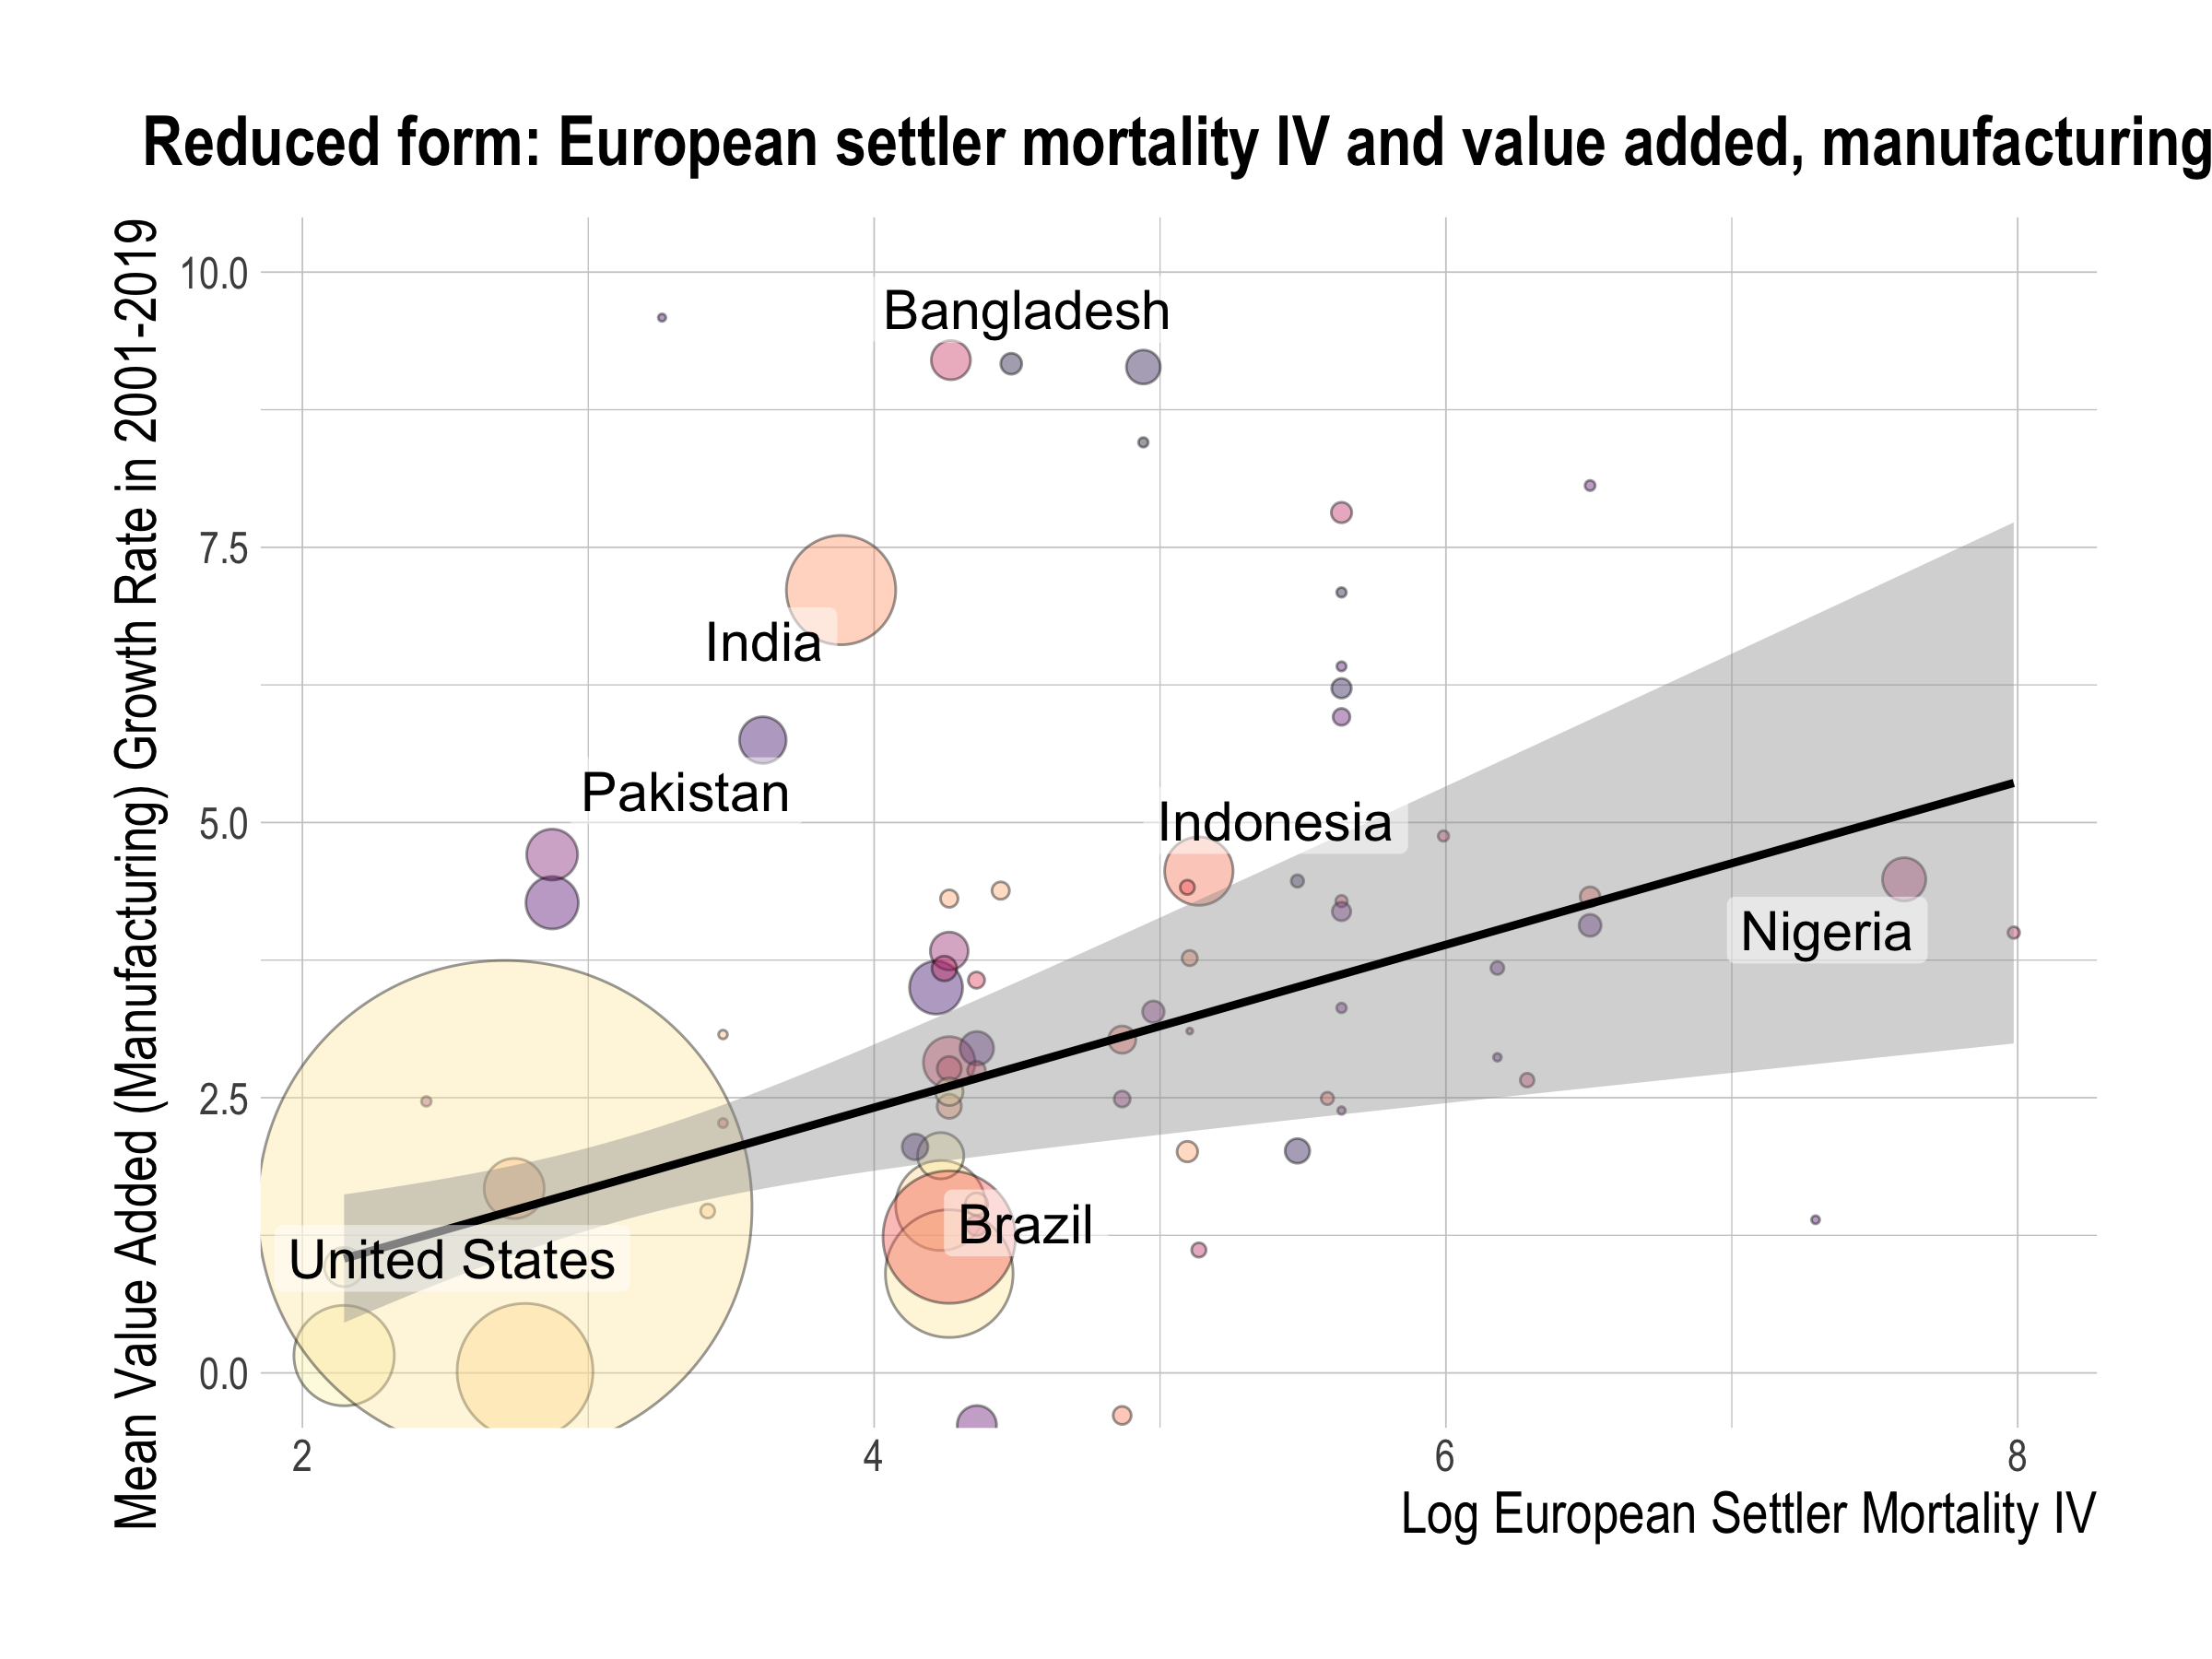 Reduced form: European settler mortality IV and value added, manufacturing
Mean Value Added (Manufacturing) Growth Rate in 2001-2019
10.0
7.5
5.0
2.5
0.0
Bangladesh
India
Pakistan
Indonesia
Nigeria
Brazil
United States
2
4
6
8
Log European Settler Mortality IV